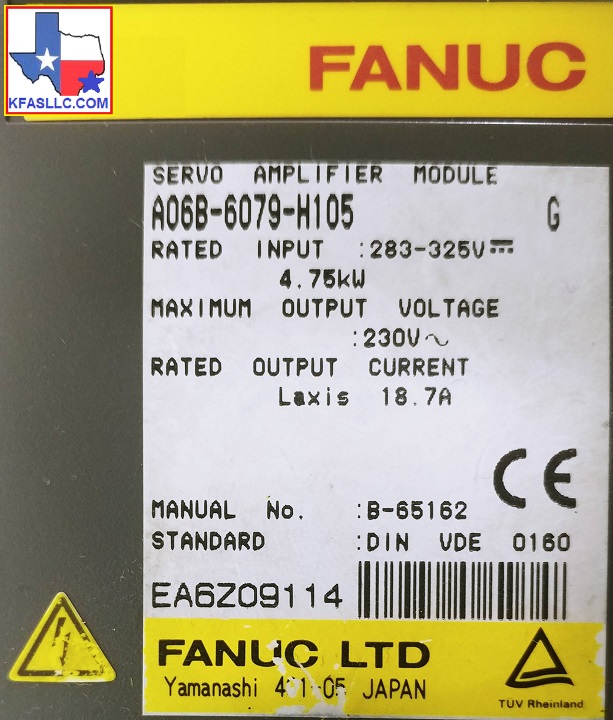 KFASLLC.COM
FANUC
SERVO AMPLIFIER MODULE
A06B-6079-H105 G
RATED INPUT :283-325V⎓
4.75kW
MAXIMUM OUTPUT VOLTAGE
:230V～
RATED OUTPUT CURRENT
Laxis 18.7A
CE
MANUAL No. :B-65162
STANDARD :DIN VDE 0160
EA6Z09114
FANUC LTD
Yamanashi JAPAN
TUV Rheinland